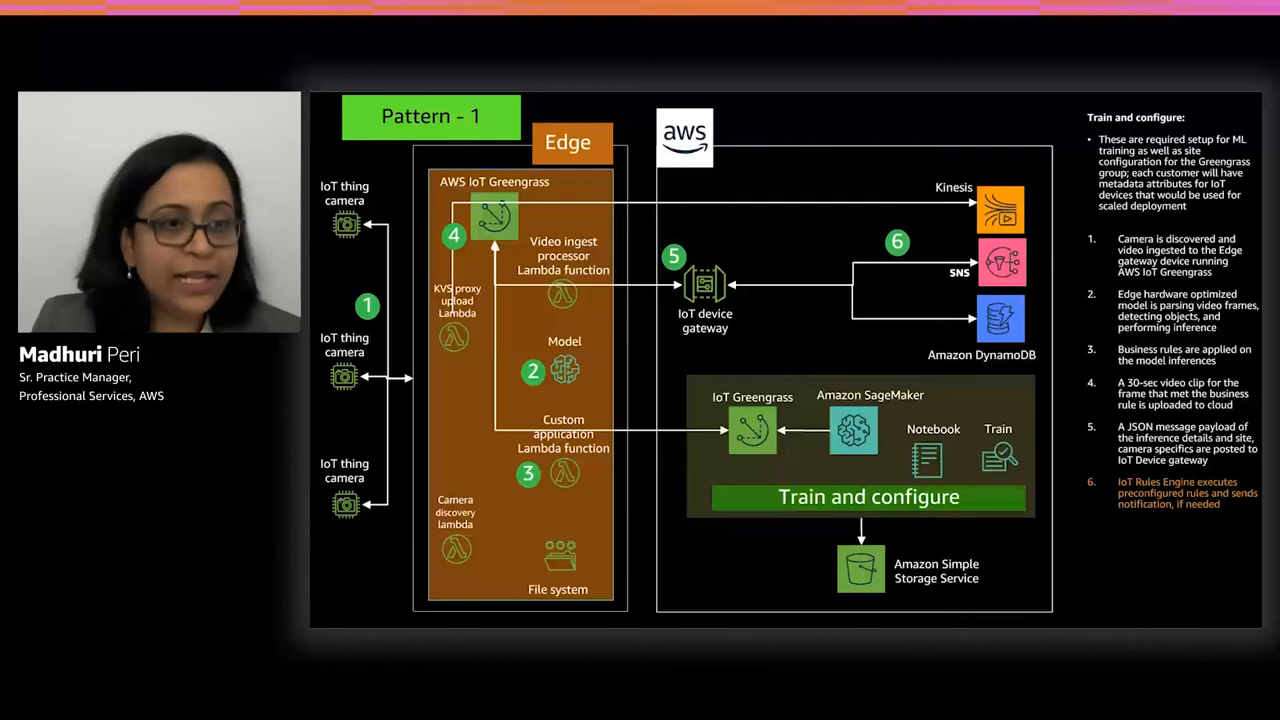 Pattern - 1
Edge
aws
AWS IoT Greengrass
IoT thing
camera
IoT thing
camera
IoT thing
camera
1
4
Video ingest
processor
Lambda function
KVS proxy
upload
Lambda
Model
2
Custom
application
Lambda function
3
Camera
discovery
lambda
File system
5
IoT device
gateway
6
Kinesis
SNS
Amazon DynamoDB
IoT Greengrass
Amazon SageMaker
Notebook
Train
Train and configure
Amazon Simple
Storage Service
Train and configure:
• These are required setup for ML
training as well as site
configuration for the Greengrass
group; each customer will have
metadata attributes for IoT
devices that would be used for
scaled deployment
1. Camera is discovered and
video ingested to the Edge
gateway device running
AWS IoT Greengrass
2. Edge hardware optimized
model is parsing video frames,
detecting objects, and
performing inference
3. Business rules are applied on
the model inferences
4. A 30-sec video clip for the
frame that met the business
rule is uploaded to cloud
5. A JSON message payload of
the inference details and site,
camera specifics are posted to
IoT Device gateway
6. IoT Rules Engine executes
preconfigured rules and sends
notification, if needed
Madhuri Peri
Sr. Practice Manager,
Professional Services, AWS